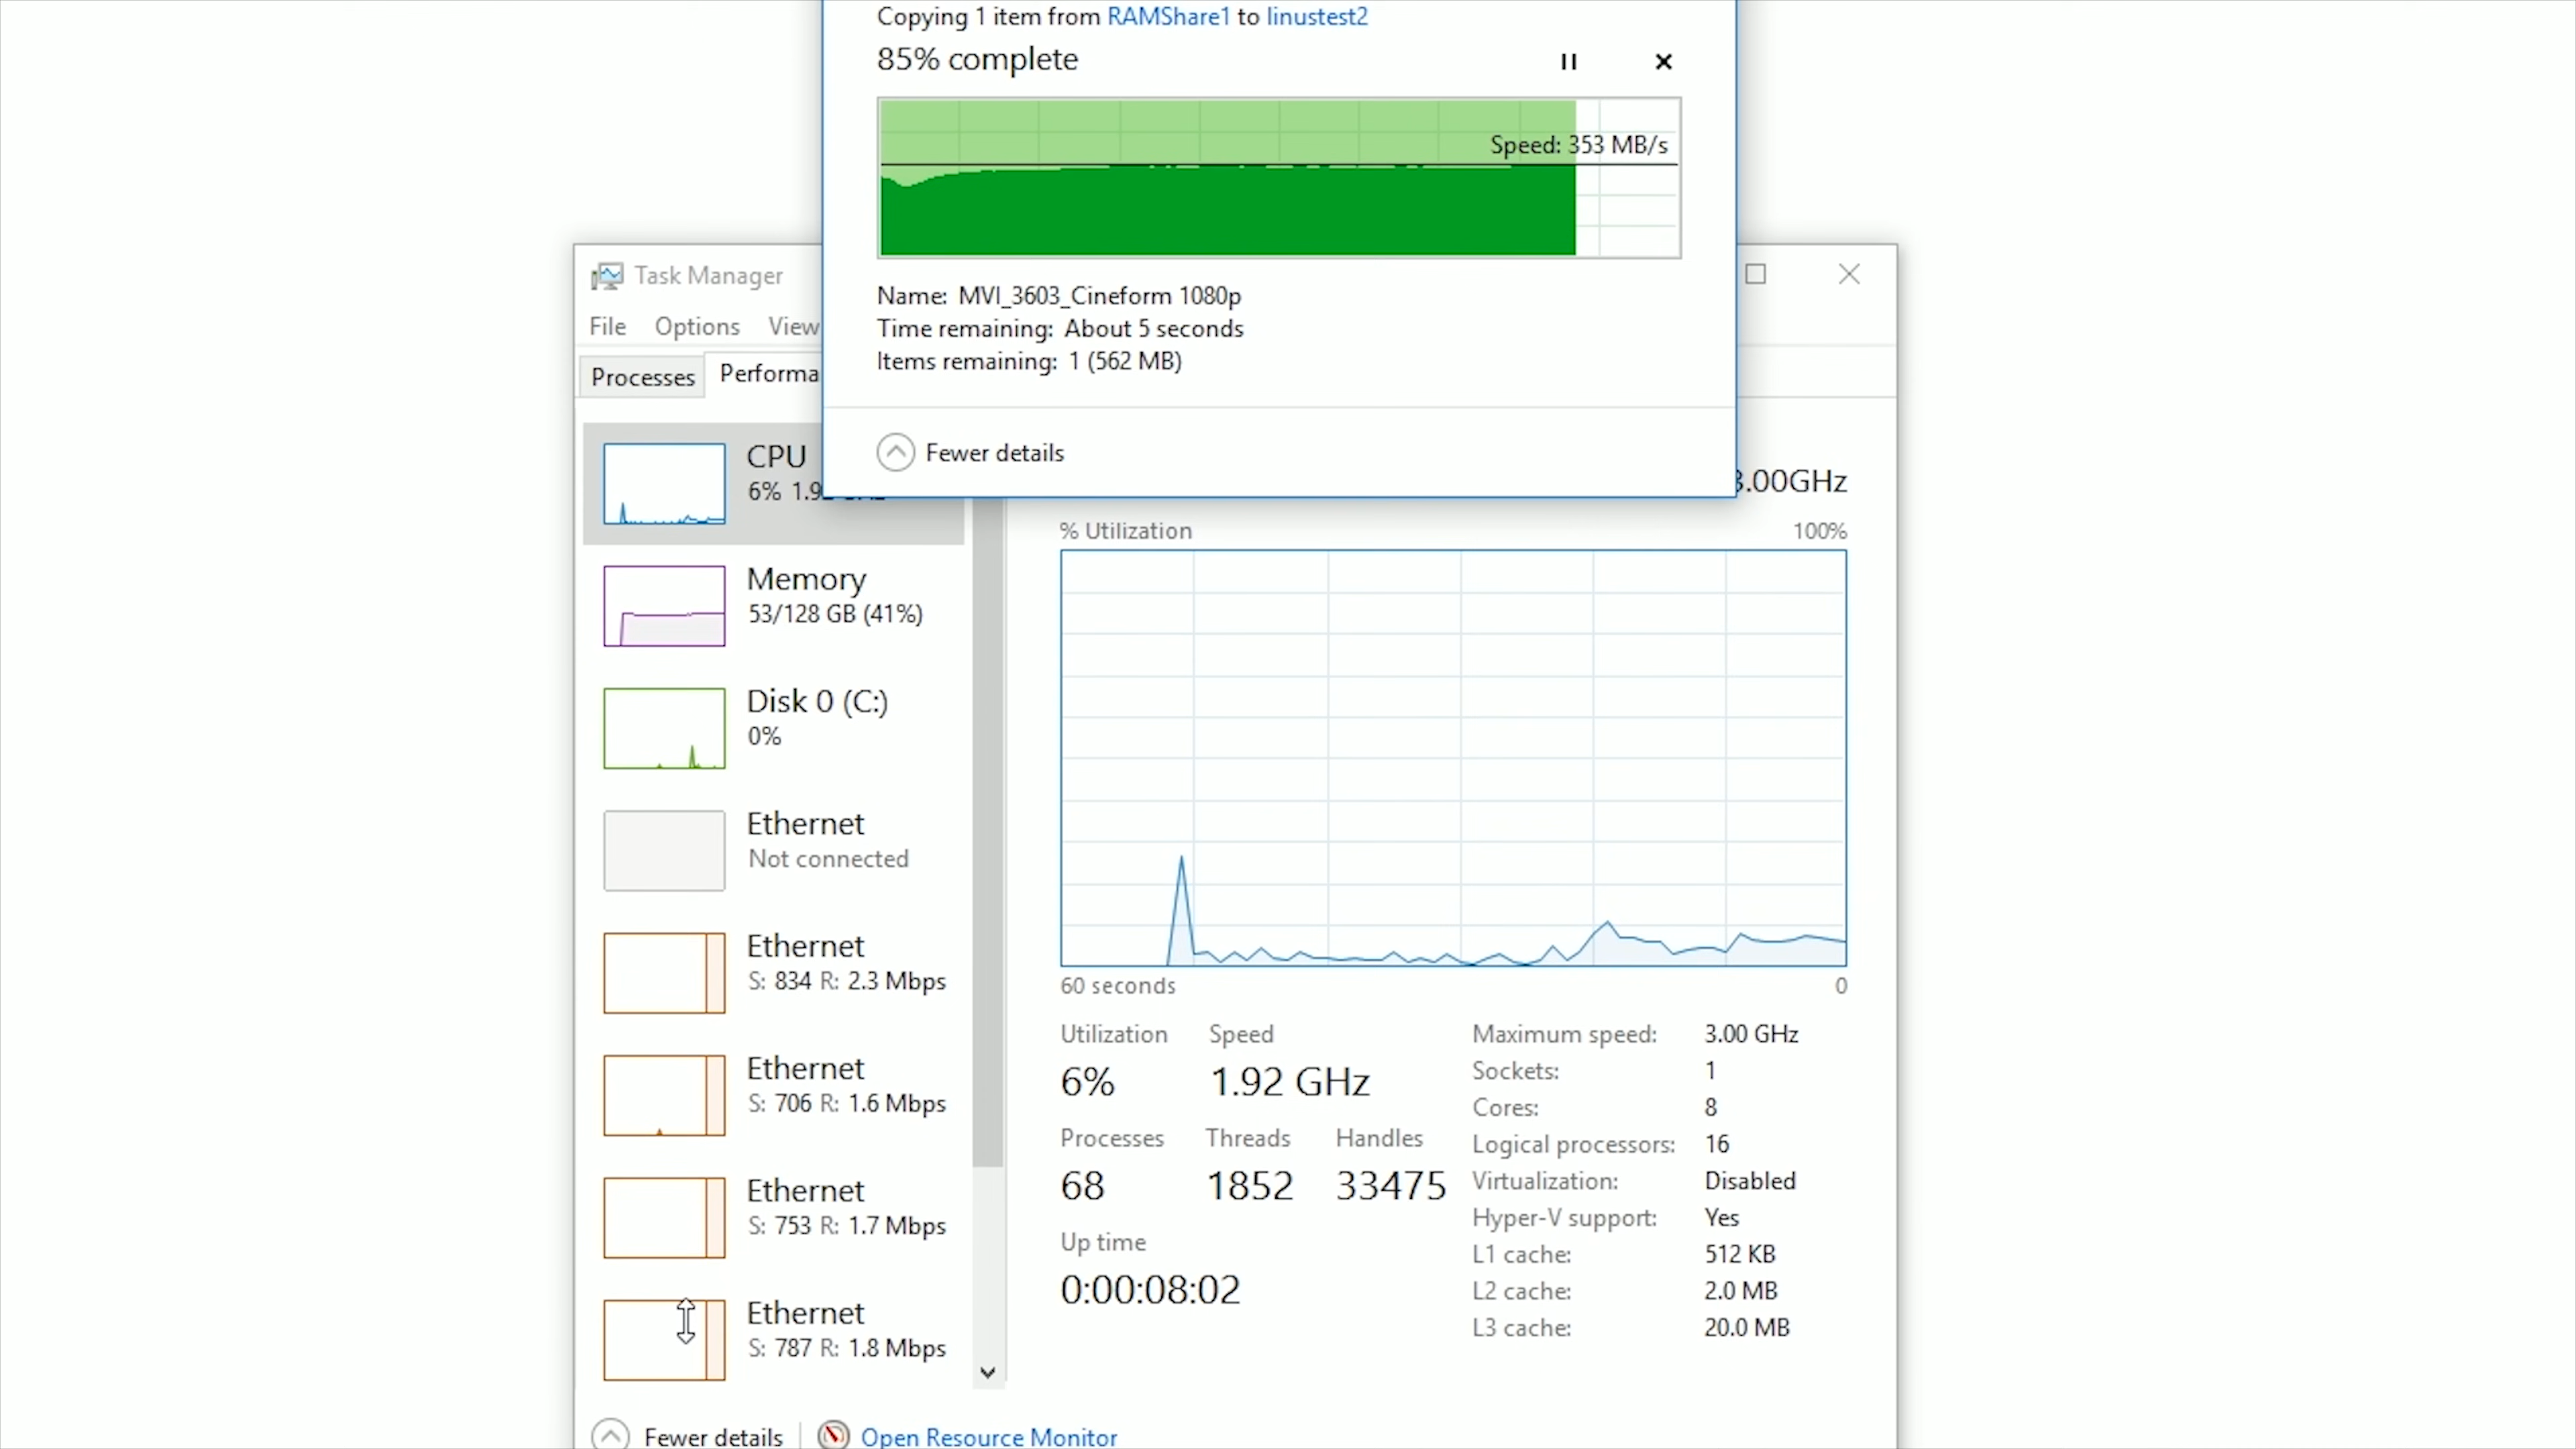 Copying 1 item from RAMShare1 to linustest2
85% complete
Speed: 353 MB/s
Name: MVI_3603_Cineform 1080p
Time remaining: About 5 seconds
Items remaining: 1 (562 MB)
Fewer details
Task Manager
File Options View
Processes Performa
CPU
6% 1.92
Memory
53/128 GB (41%)
Disk 0 (C:)
0%
Ethernet
Not connected
Ethernet
S: 834 R: 2.3 Mbps
Ethernet
S: 706 R: 1.6 Mbps
Ethernet
S: 753 R: 1.7 Mbps
Ethernet
S: 787 R: 1.8 Mbps
3.00GHz
% Utilization 100%
60 seconds 0
Utilization Speed
6% 1.92 GHz
Processes Threads Handles
68 1852 33475
Up time
0:00:08:02
Maximum speed: 3.00 GHz
Sockets: 1
Cores: 8
Logical processors: 16
Virtualization: Disabled
Hyper-V support: Yes
L1 cache: 512 KB
L2 cache: 2.0 MB
L3 cache: 20.0 MB
Fewer details Open Resource Monitor